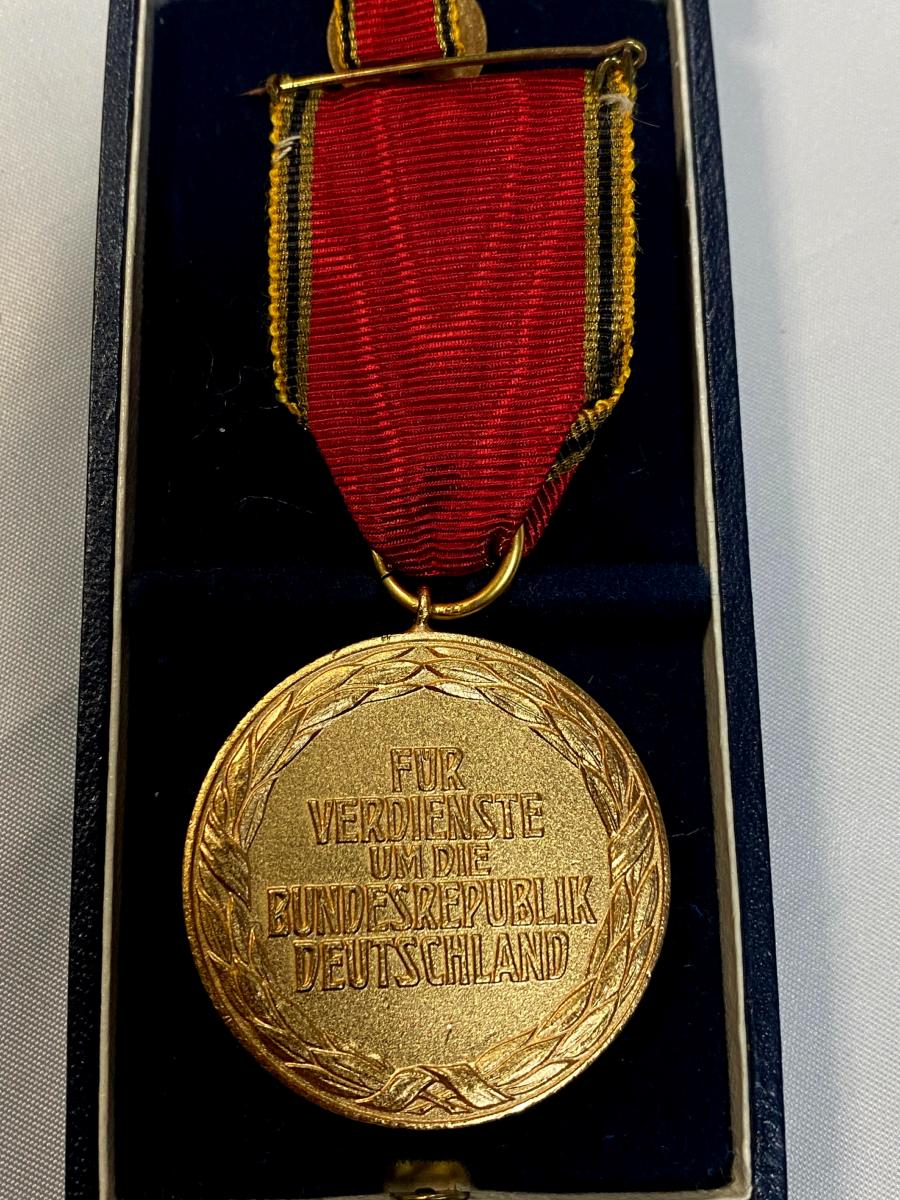 FÜR
VERDIENSTE
UM DIE
BUNDESREPUBLIK
DEUTSCHLAND